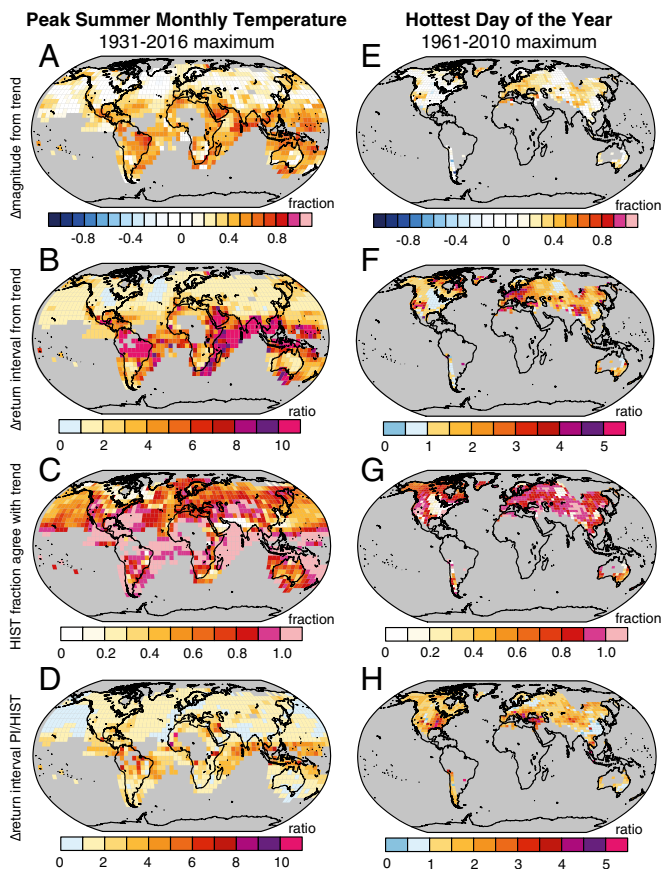 Peak Summer Monthly Temperature
1931-2016 maximum
Hottest Day of the Year
1961-2010 maximum
A
E
Δmagnitude from trend
fraction
-0.8 -0.4 0 0.4 0.8
fraction
-0.8 -0.4 0 0.4 0.8
B
F
Δreturn interval from trend
ratio
0 2 4 6 8 10
ratio
0 1 2 3 4 5
C
G
HIST fraction agree with trend
fraction
0 0.2 0.4 0.6 0.8 1.0
fraction
0 0.2 0.4 0.6 0.8 1.0
D
H
Δreturn interval PI/HIST
ratio
0 2 4 6 8 10
ratio
0 1 2 3 4 5